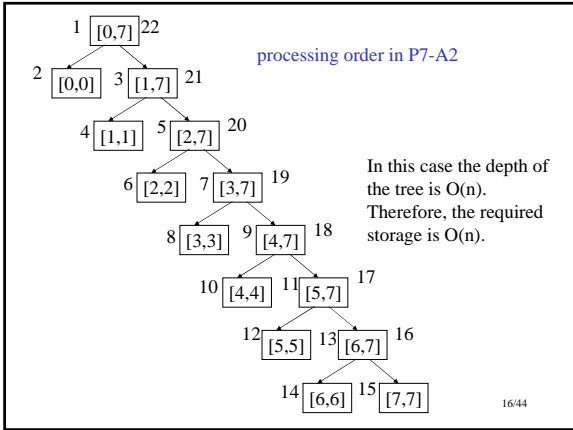 1 [0,7] 22
processing order in P7-A2
2 [0,0] 3 [1,7] 21
4 [1,1] 5 [2,7] 20
6 [2,2] 7 [3,7] 19
In this case the depth of
the tree is O(n).
Therefore, the required
storage is O(n).
8 [3,3] 9 [4,7] 18
10 [4,4] 11 [5,7] 17
12 [5,5] 13 [6,7] 16
14 [6,6] 15 [7,7]
16/44